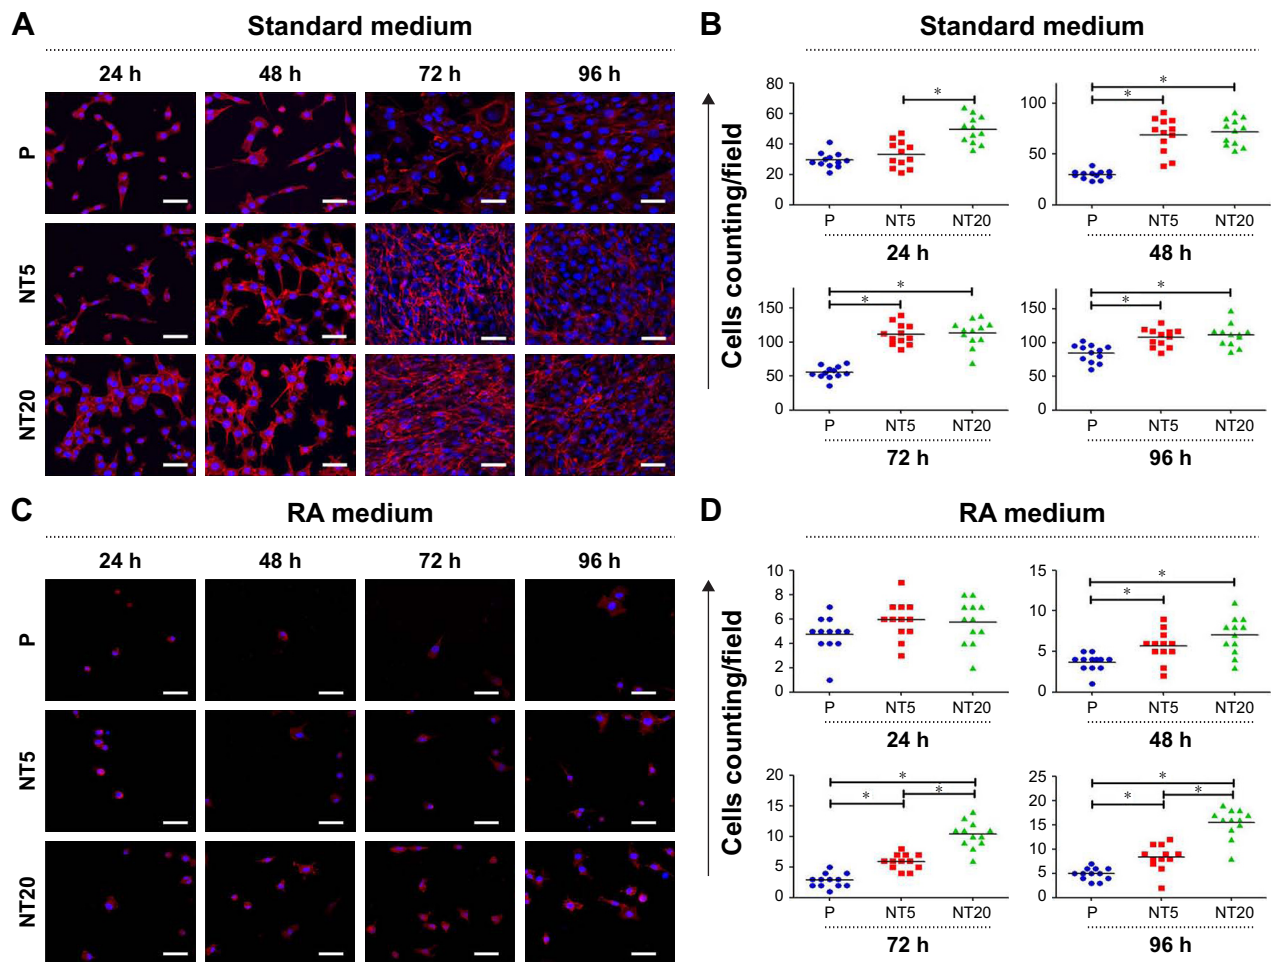 A
Standard medium
24 h 48 h 72 h 96 h
P
NT5
NT20
B
Standard medium
Cells counting/field
80
60
40
20
0
*
P NT5 NT20
24 h
100
50
0
*
*
P NT5 NT20
48 h
150
100
50
0
*
*
P NT5 NT20
72 h
150
100
50
0
*
*
P NT5 NT20
96 h
C
RA medium
24 h 48 h 72 h 96 h
P
NT5
NT20
D
RA medium
Cells counting/field
10
8
6
4
2
0
P NT5 NT20
24 h
15
10
5
0
*
*
P NT5 NT20
48 h
20
15
10
5
0
*
* *
P NT5 NT20
72 h
25
20
15
10
5
0
*
* *
P NT5 NT20
96 h